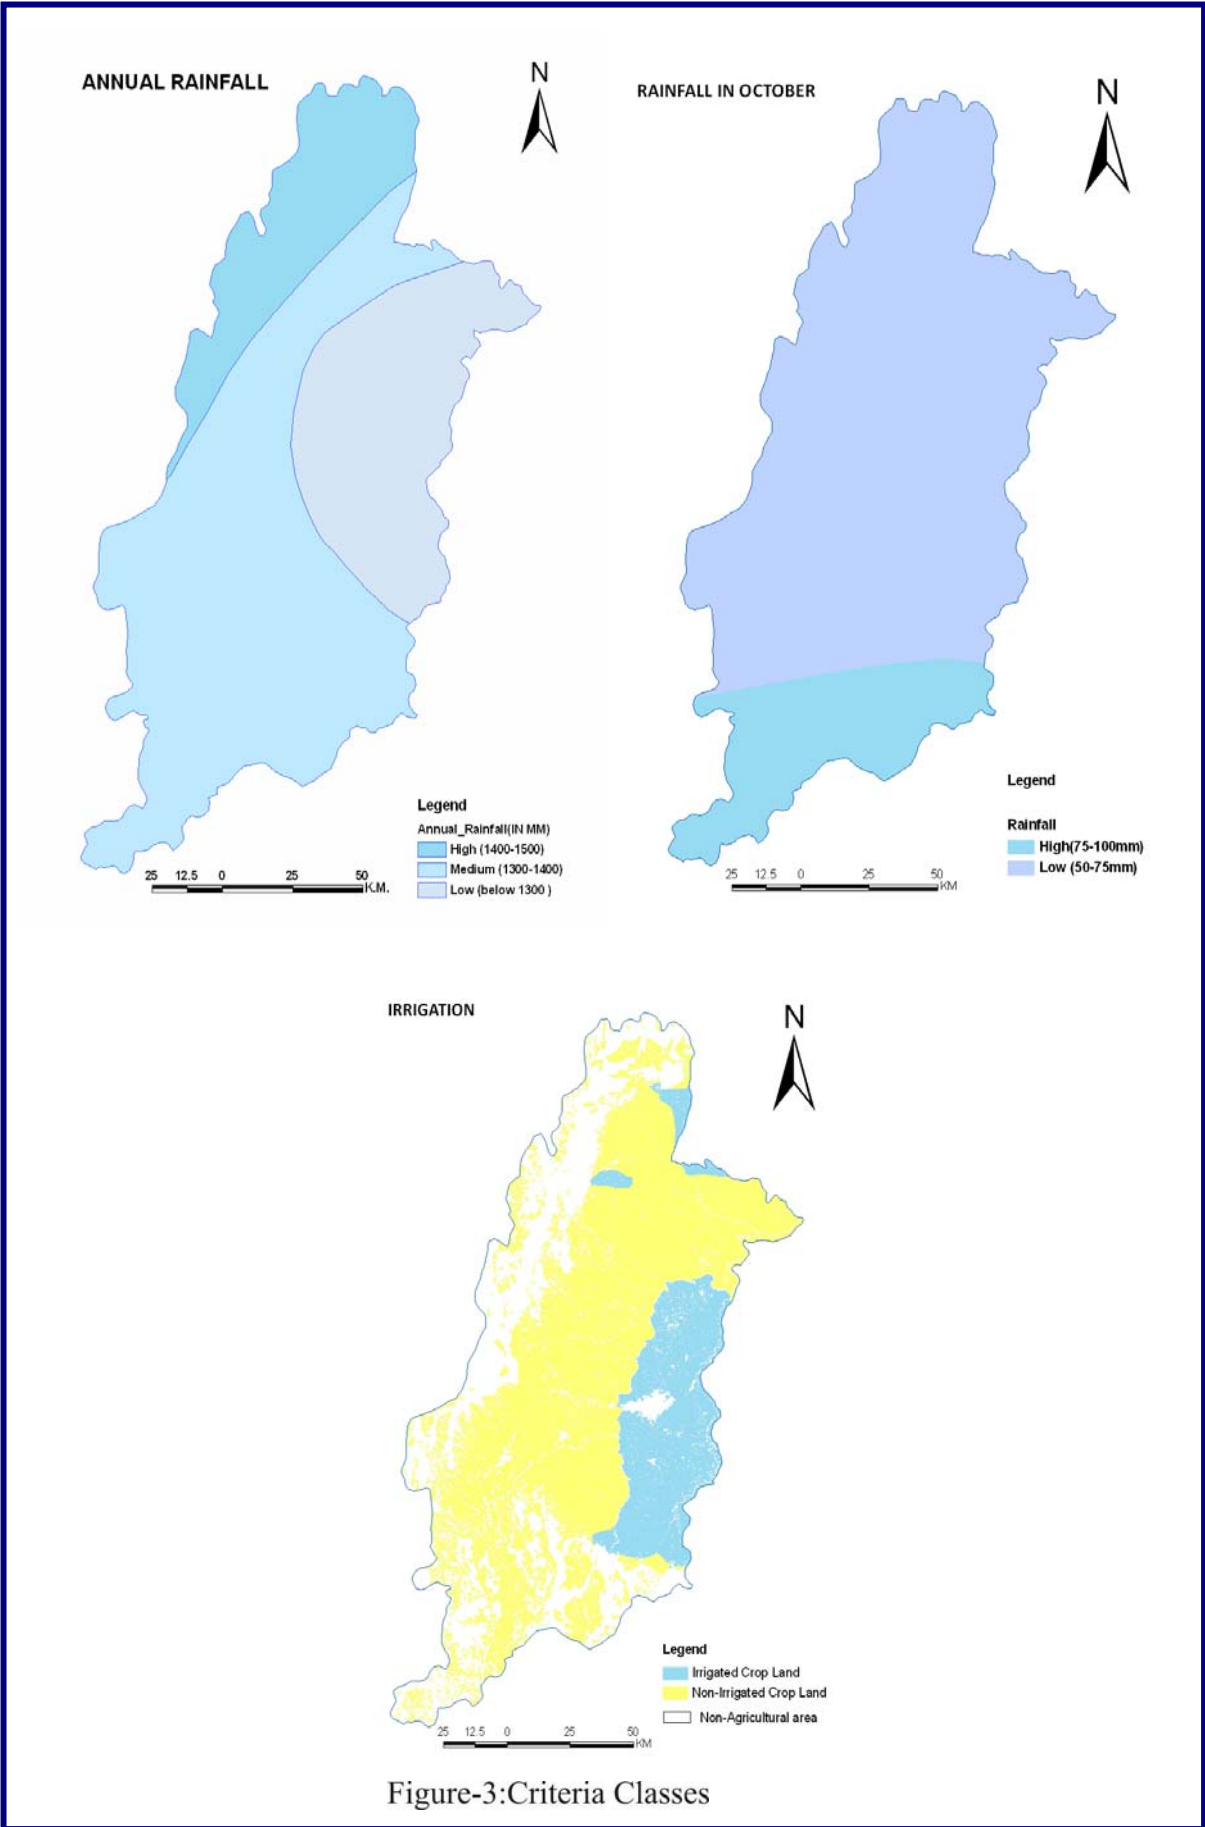 ANNUAL RAINFALL
N
Legend
Annual_Rainfall(IN MM)
High (1400-1500)
Medium (1300-1400)
Low (below 1300 )
25 12.5 0 25 50
K.M.
RAINFALL IN OCTOBER
N
Legend
Rainfall
High(75-100mm)
Low (50-75mm)
25 12.5 0 25 50
KM
IRRIGATION
N
Legend
Irrigated Crop Land
Non-Irrigated Crop Land
Non-Agricultural area
25 12.5 0 25 50
KM
Figure-3:Criteria Classes